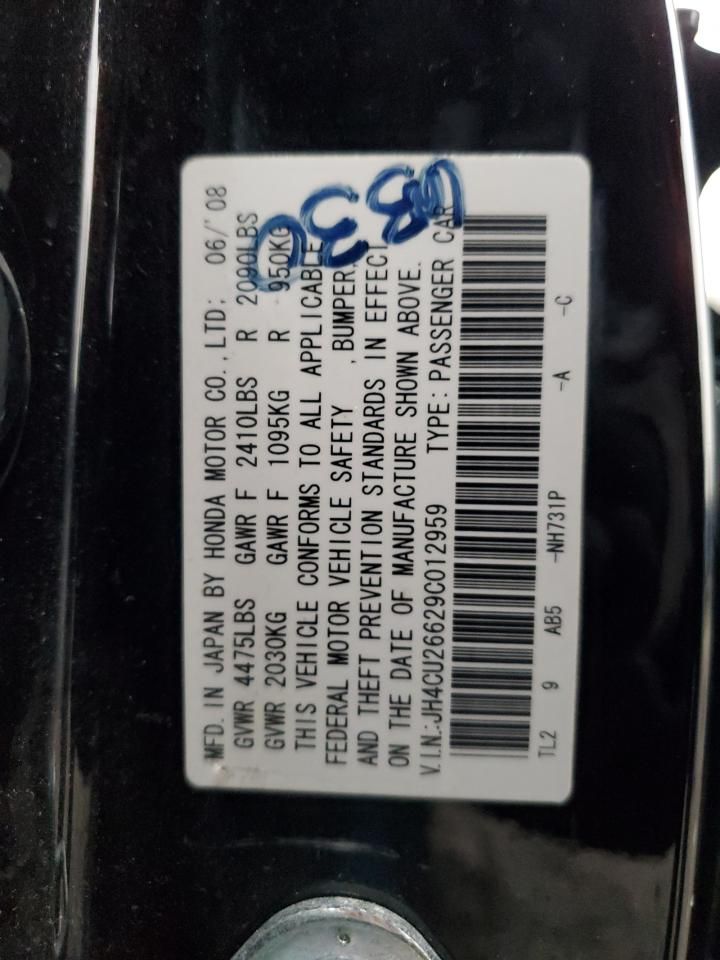 MFD. IN JAPAN BY HONDA MOTOR CO., LTD; 06/'08
GVWR 4475LBS GAWR F 2410LBS R 2090LBS
GVWR 2030KG GAWR F 1095KG R 950KG
THIS VEHICLE CONFORMS TO ALL APPLICABLE
FEDERAL MOTOR VEHICLE SAFETY , BUMPER,
AND THEFT PREVENTION STANDARDS IN EFFECT
ON THE DATE OF MANUFACTURE SHOWN ABOVE.
V.I.N.:JH4CU26629C012959 TYPE: PASSENGER CAR
TL2 9 AB5 -NH731P -A -C